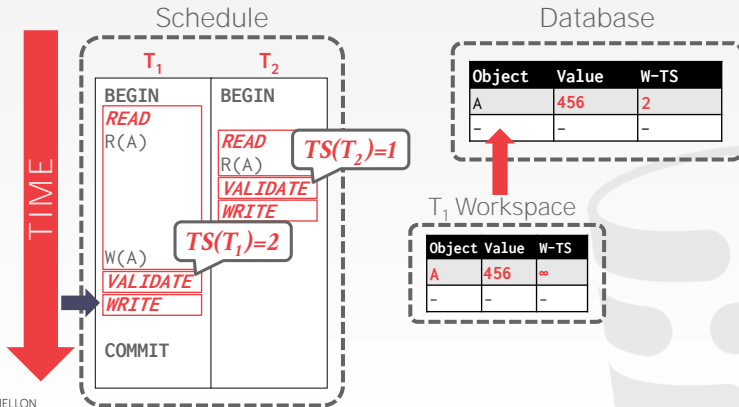 Schedule
TIME
T1 T2
BEGIN BEGIN
READ
R(A) READ
R(A)
VALIDATE
WRITE
TS(T2)=1
W(A)
VALIDATE
WRITE
TS(T1)=2
COMMIT
Database
Object Value W-TS
A 456 2
– – –
T1 Workspace
Object Value W-TS
A 456 ∞
– – –